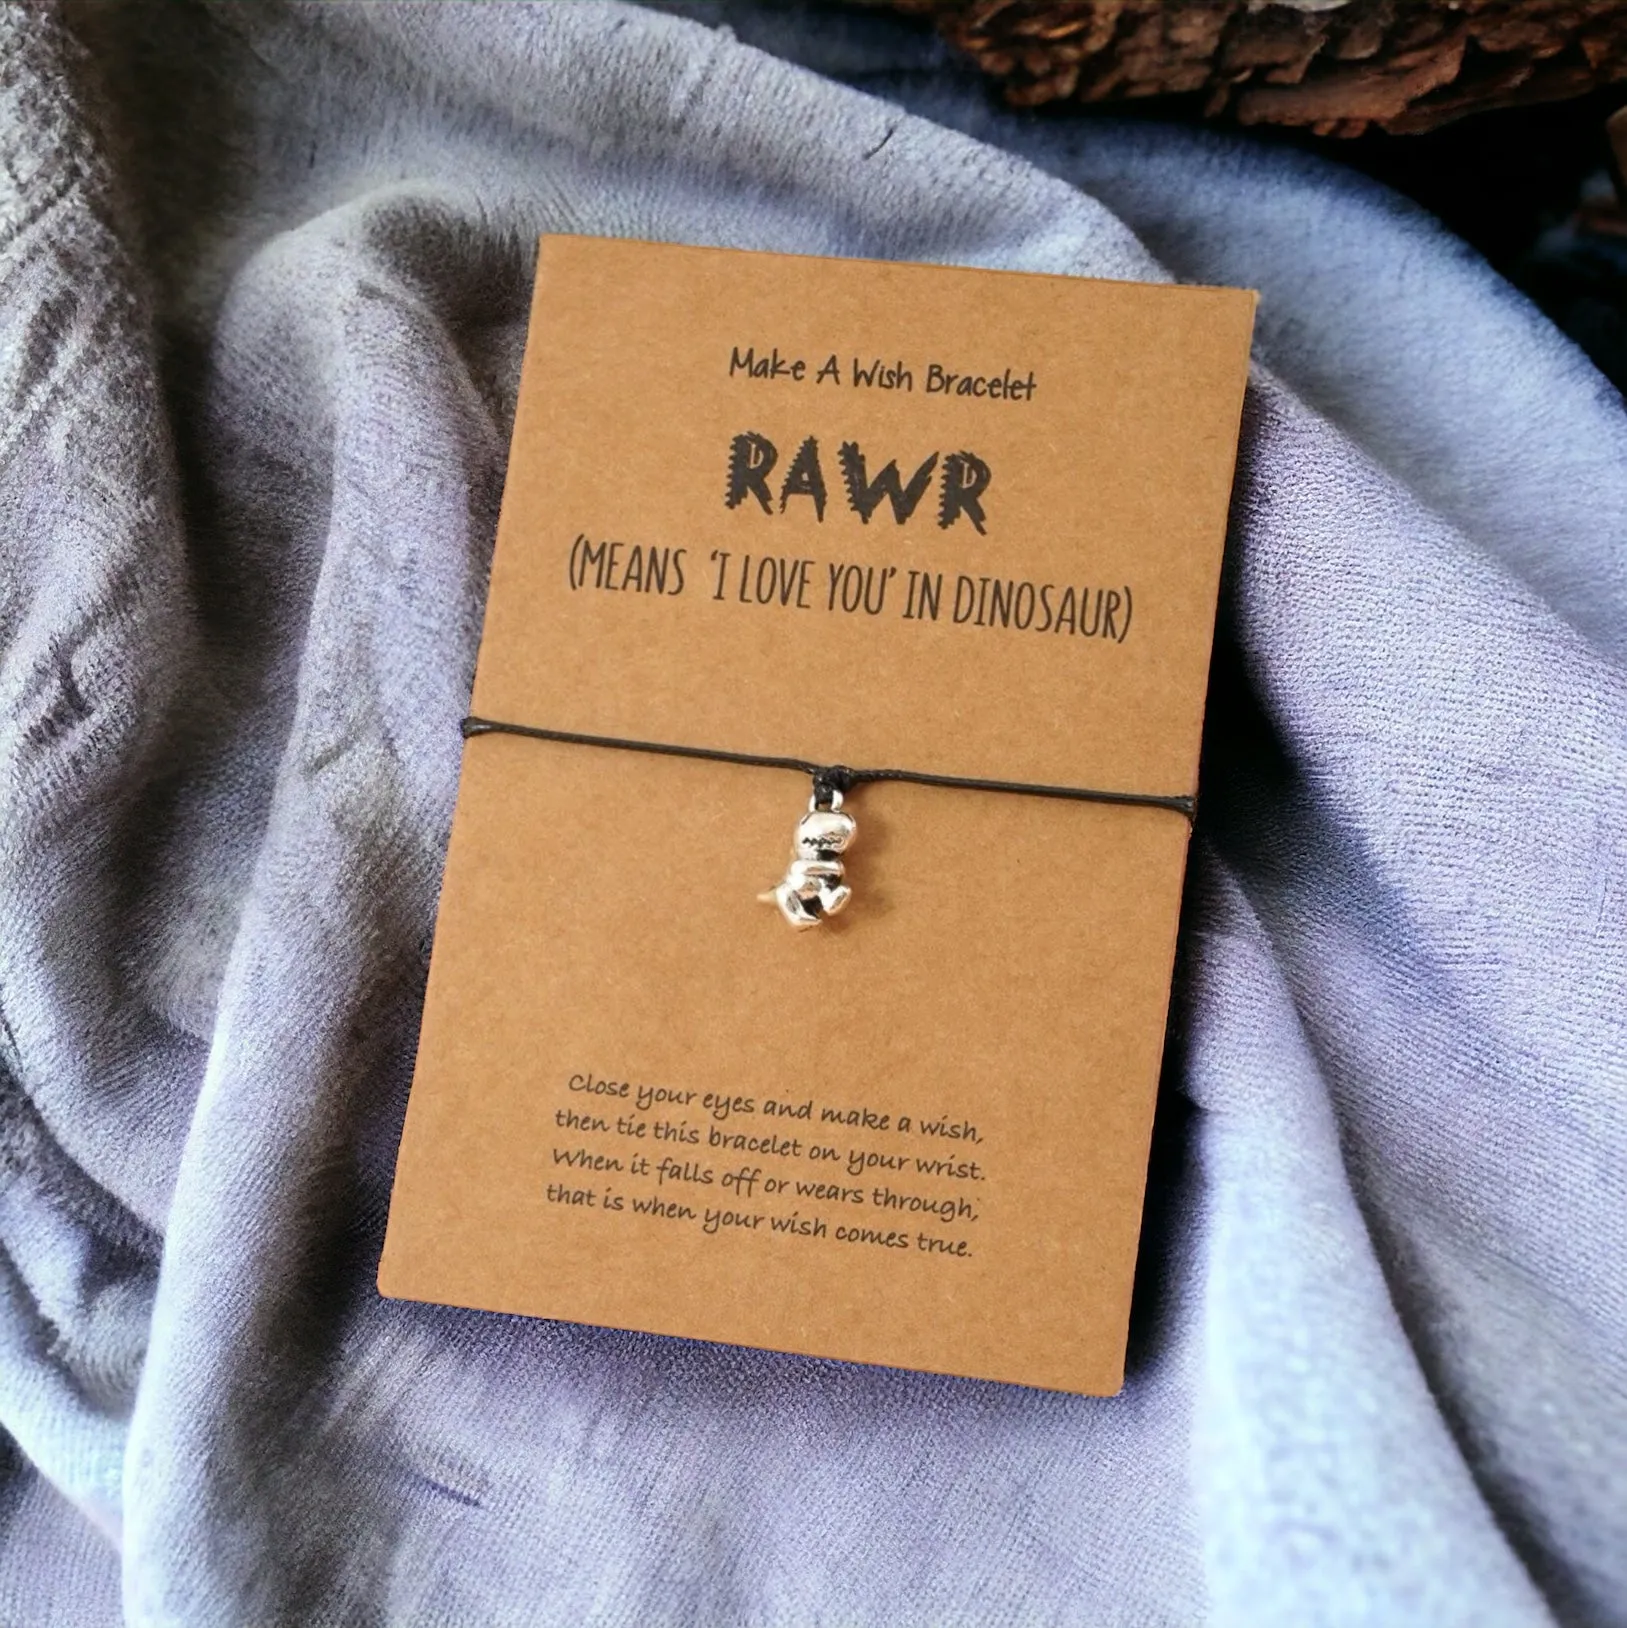 Make A Wish Bracelet
RAWR
(MEANS 'I LOVE YOU' IN DINOSAUR)
Close your eyes and make a wish,
then tie this bracelet on your wrist.
When it falls off or wears through,
that is when your wish comes true.